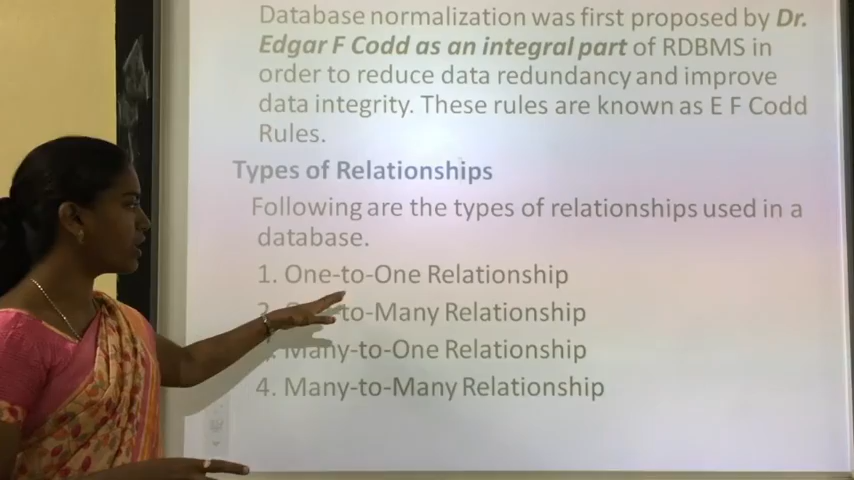 Database normalization was first proposed by Dr.
Edgar F Codd as an integral part of RDBMS in
order to reduce data redundancy and improve
data integrity. These rules are known as E F Codd
Rules.
Types of Relationships
Following are the types of relationships used in a
database.
1. One-to-One Relationship
2. -to-Many Relationship
Many-to-One Relationship
4. Many-to-Many Relationship